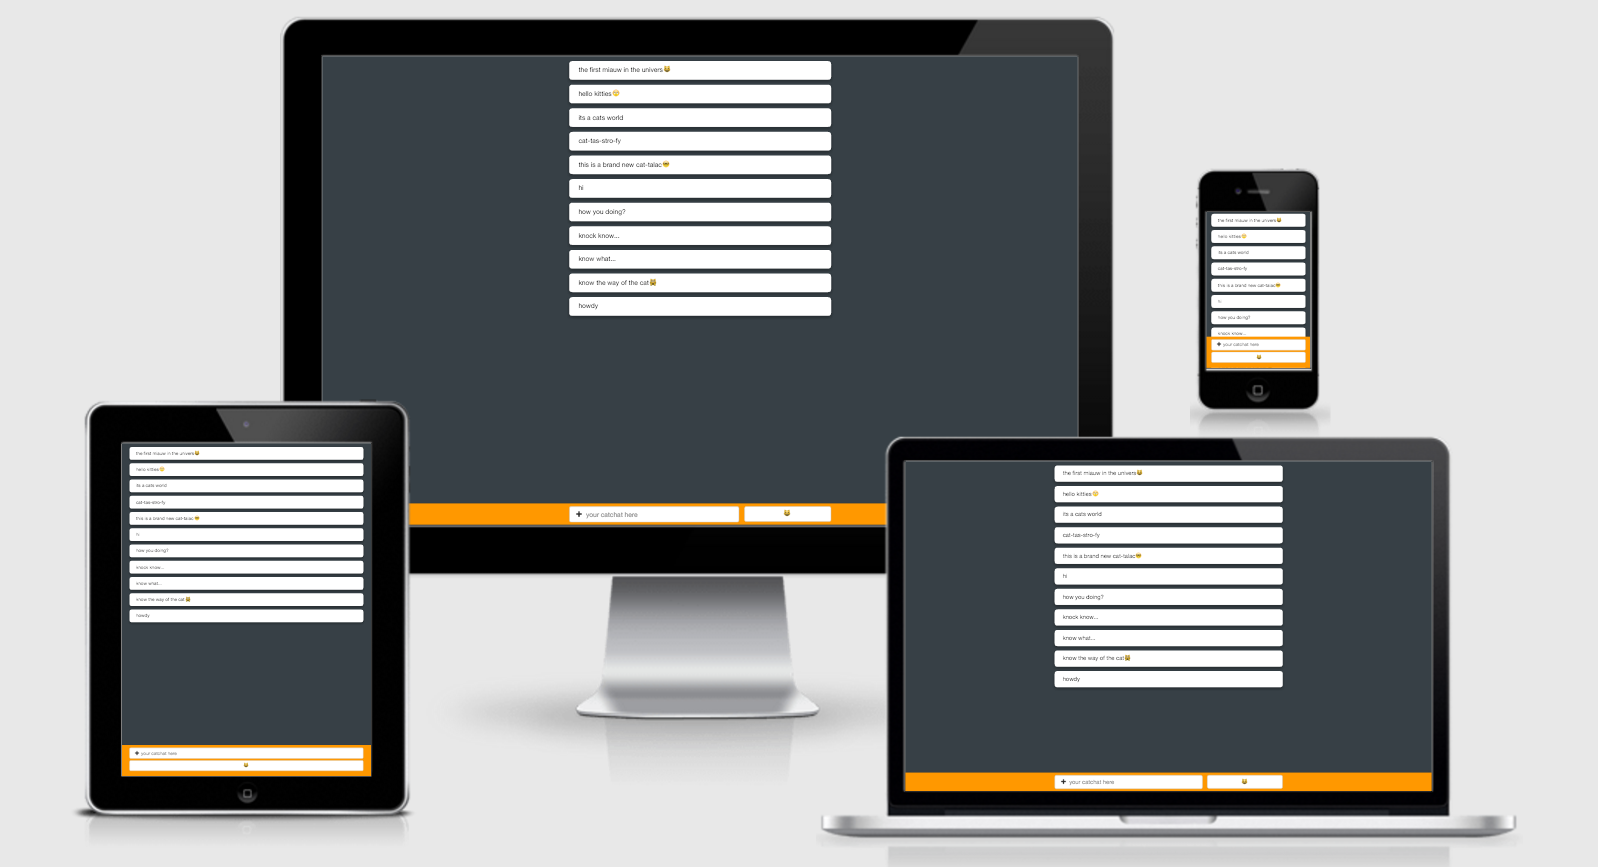 the first miauw in the univers😸
hello kitties😁
its a cats world
cat-tas-stro-fy
this is a brand new cat-talac😎
hi
how you doing?
knock know...
know what...
know the way of the cat🐱
howdy
+ your catchat here
😸
the first miauw in the univers😸
hello kitties😁
its a cats world
cat-tas-stro-fy
this is a brand new cat-talac😎
hi
how you doing?
knock know...
+ your catchat here
😸
the first miauw in the univers😸
hello kitties😁
its a cats world
cat-tas-stro-fy
this is a brand new cat-talac😎
hi
how you doing?
knock know...
know what...
know the way of the cat🐱
howdy
+ your catchat here
😸
the first miauw in the univers😸
hello kitties😁
its a cats world
cat-tas-stro-fy
this is a brand new cat-talac😎
hi
how you doing?
knock know...
know what...
know the way of the cat🐱
howdy
+ your catchat here
😸